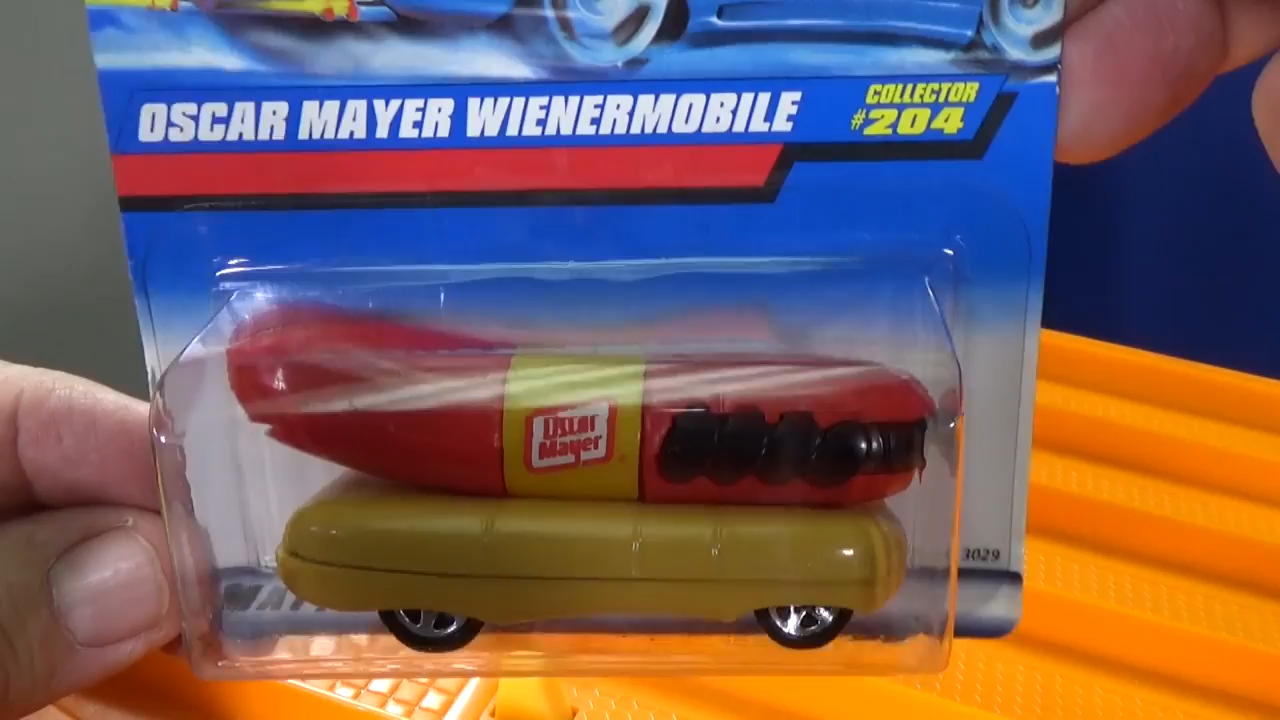 OSCAR MAYER WIENERMOBILE
COLLECTOR
#204
Oscar
Mayer
3029